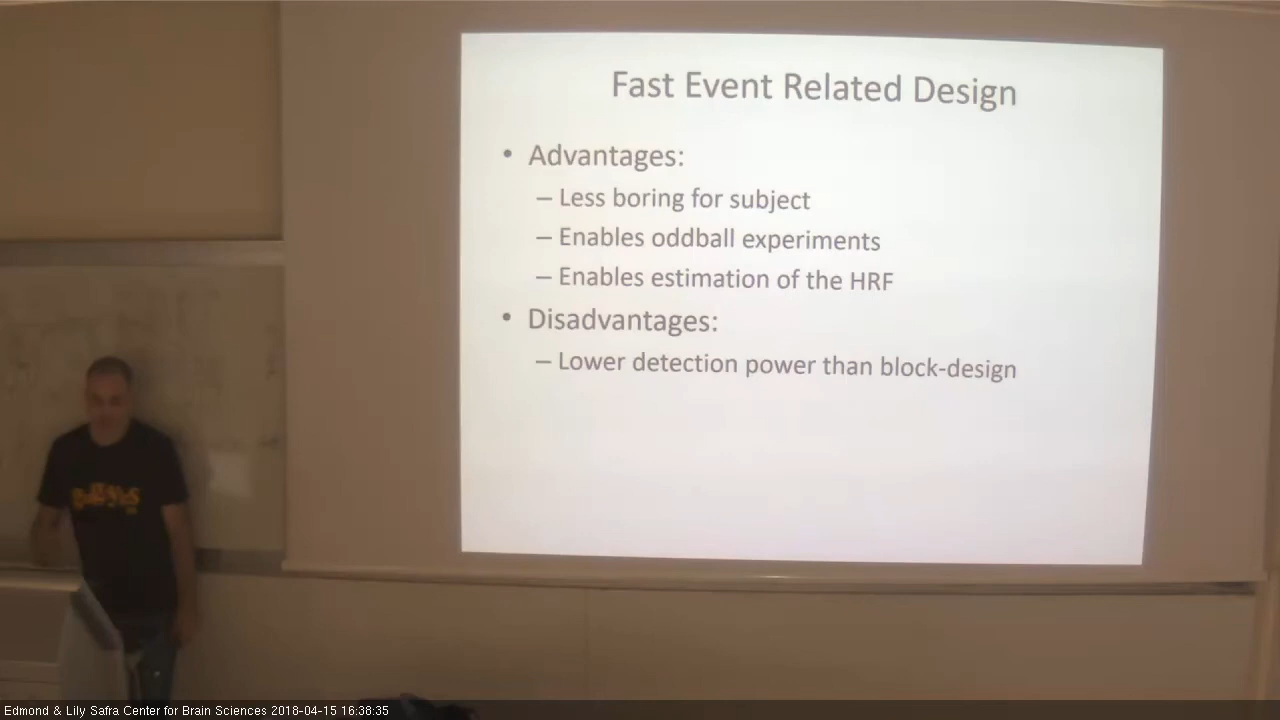 Fast Event Related Design
• Advantages:
– Less boring for subject
– Enables oddball experiments
– Enables estimation of the HRF
• Disadvantages:
– Lower detection power than block-design
Edmond & Lily Safra Center for Brain Sciences 2018-04-15 16:38:35